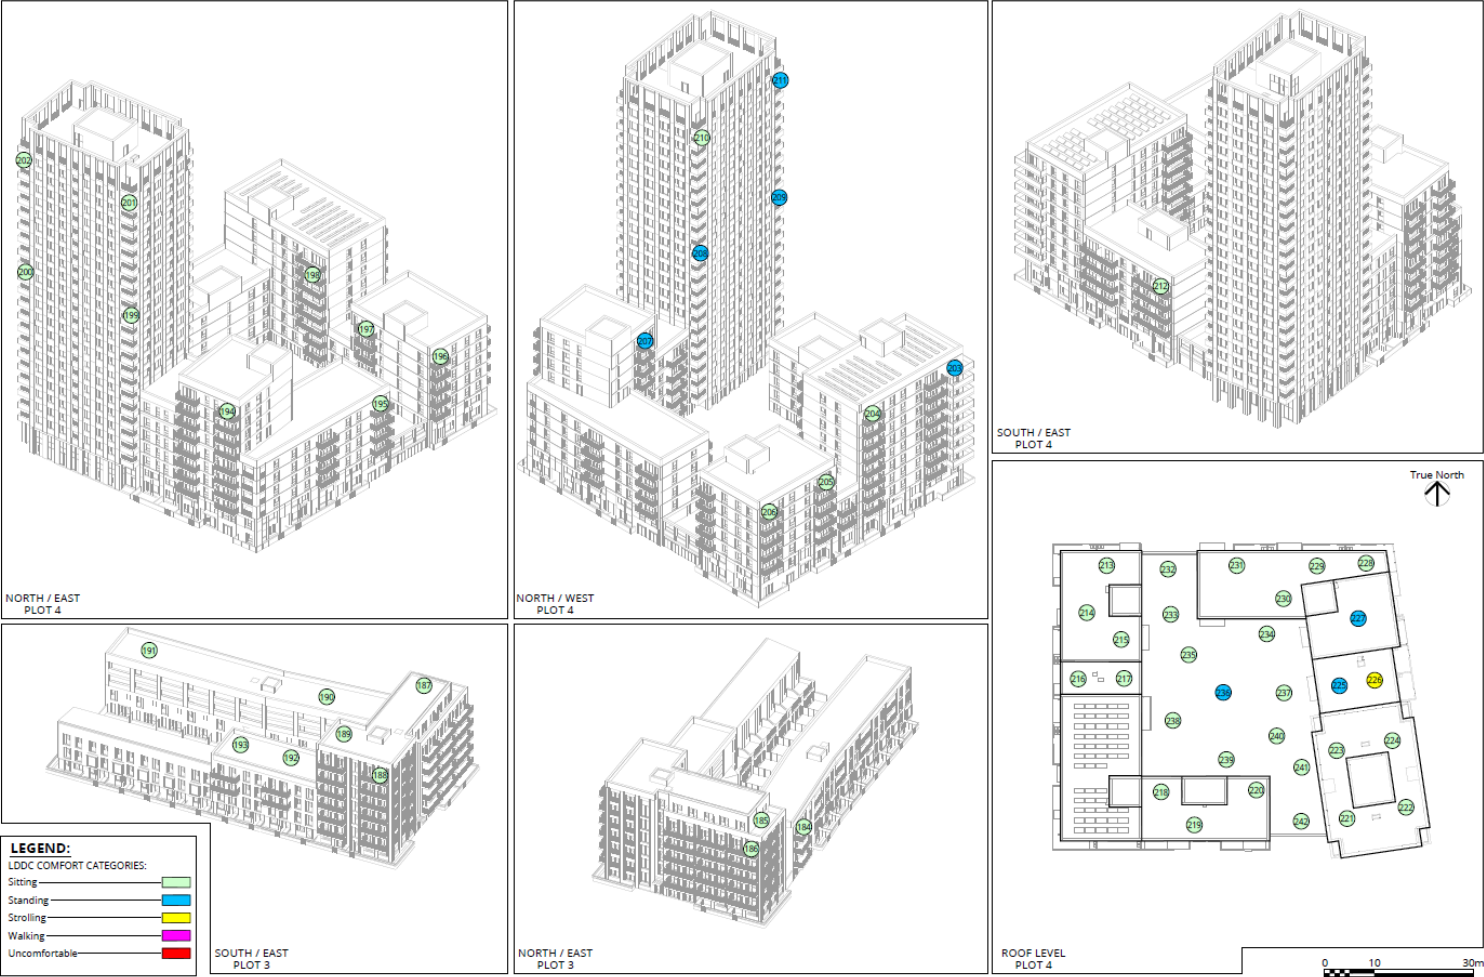 202
201
200
199
198
197
196
194
195
NORTH / EAST
PLOT 4
211
210
209
208
207
203
204
205
206
NORTH / WEST
PLOT 4
212
SOUTH / EAST
PLOT 4
191
190
187
189
193
192
188
SOUTH / EAST
PLOT 3
LEGEND:
LDDC COMFORT CATEGORIES:
Sitting
Standing
Strolling
Walking
Uncomfortable
185
184
186
NORTH / EAST
PLOT 3
True North
213
232
231
229
228
214
233
230
227
215
234
235
216
217
236
237
225
226
238
240
239
223
224
241
218
220
222
219
242
221
ROOF LEVEL
PLOT 4
0 10 30m